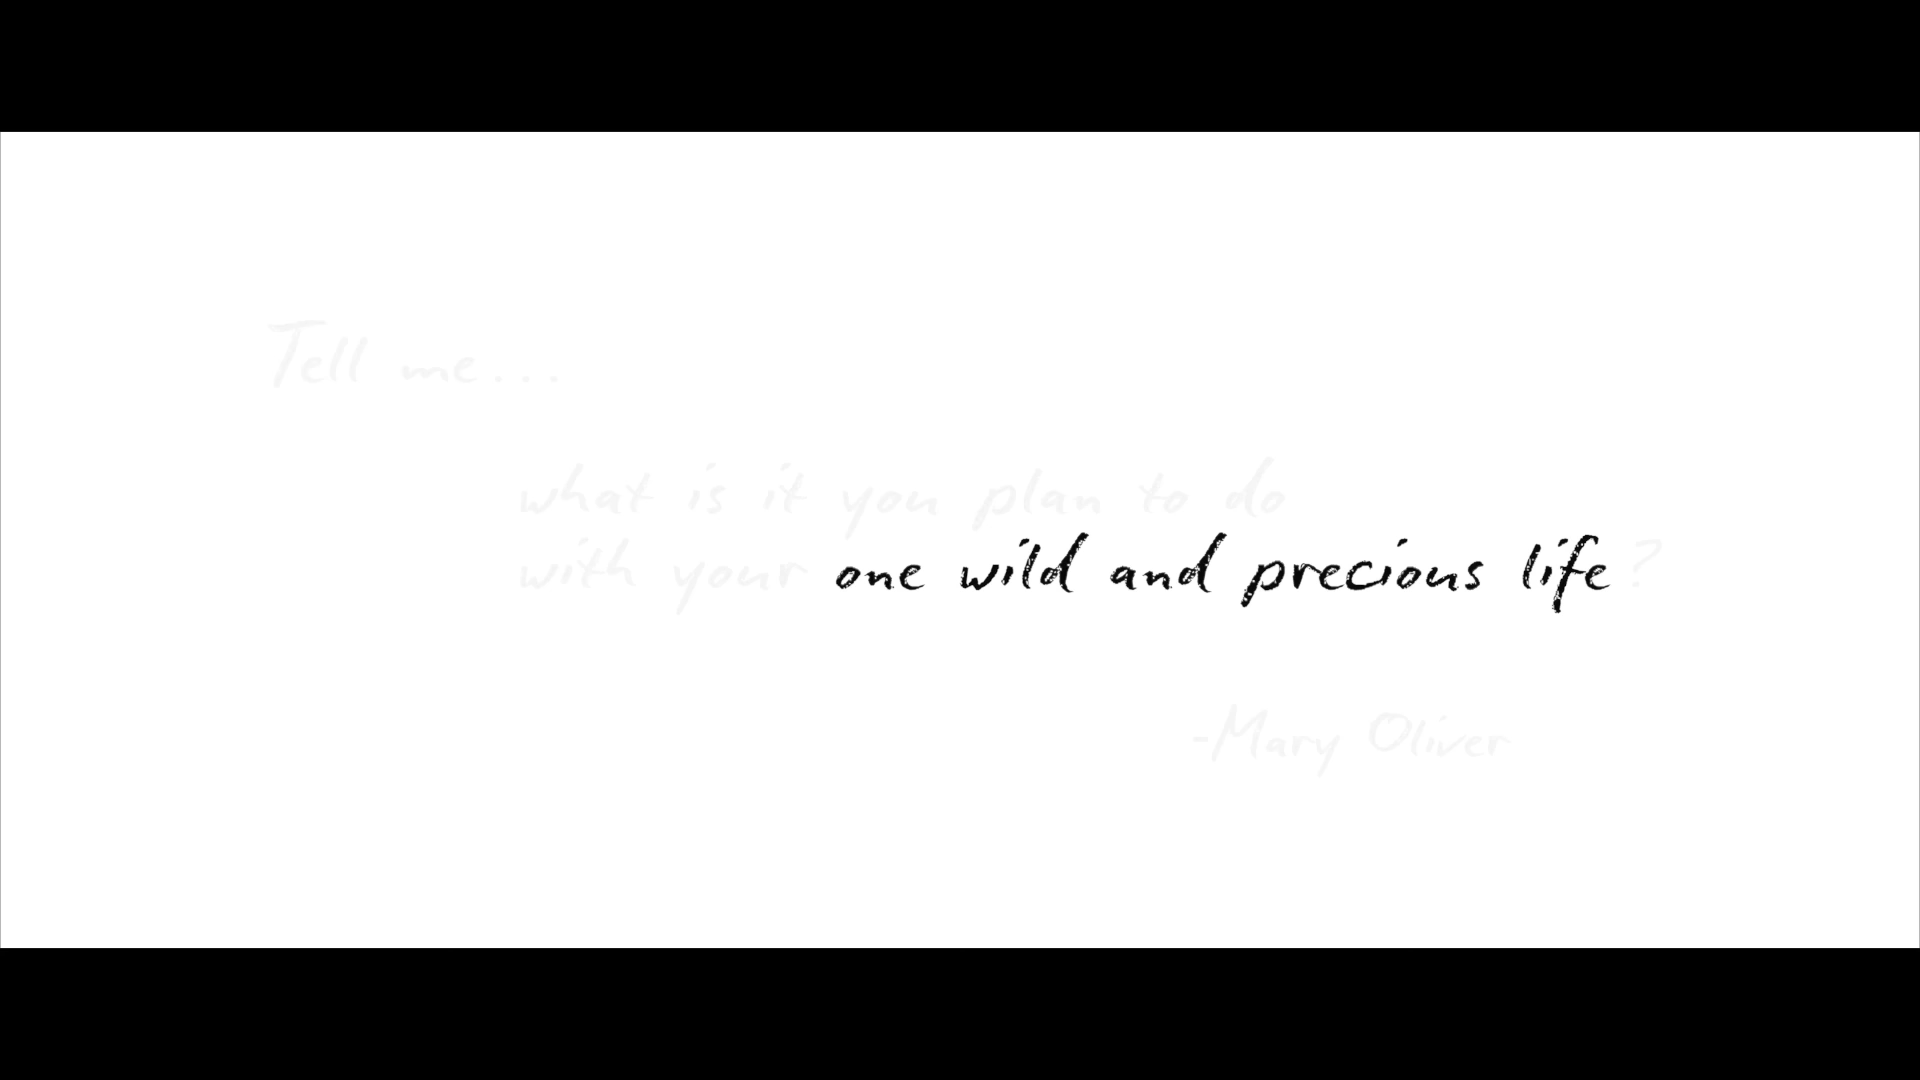 Tell me...
what is it you plan to do
with your one wild and precious life?
-Mary Oliver